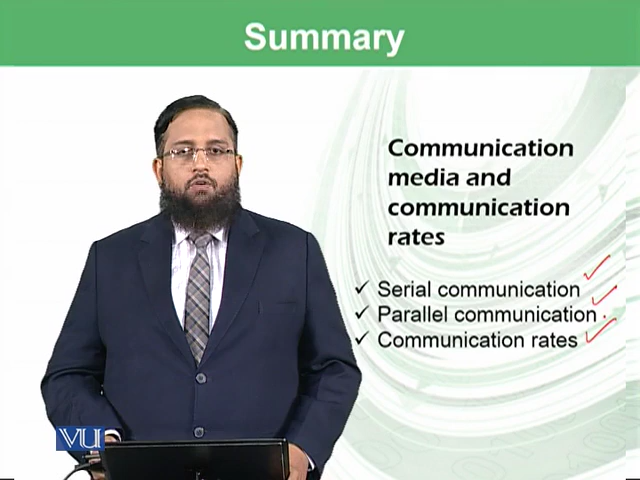 Summary
Communication
media and
communication
rates
✓ Serial communication
✓ Parallel communication
✓ Communication rates
VU